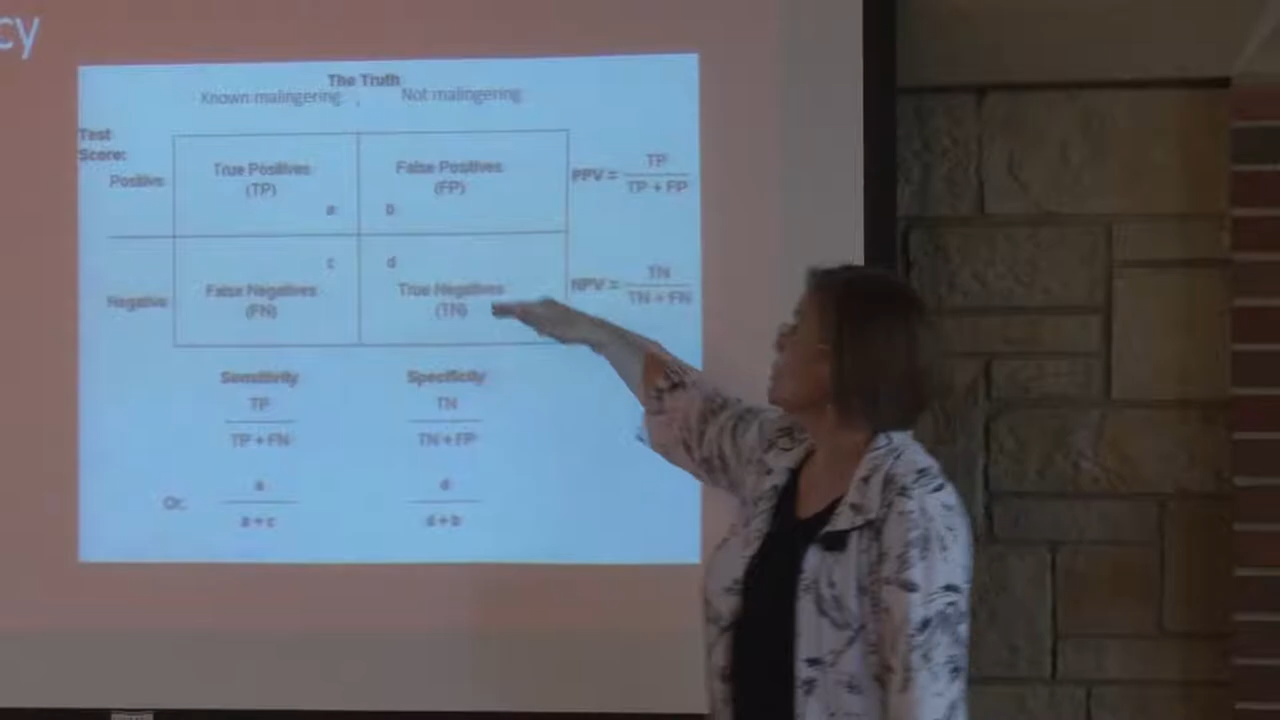 cy
The Truth
Known malingering Not malingering
Test
Score:
Positive
True Positives
(TP)
a
False Positives
(FP)
b
PPV =
TP
TP + FP
Negative
c
False Negatives
(FN)
d
True Negatives
(TN)
NPV =
TN
TN + FN
Sensitivity
TP
TP + FN
Specificity
TN
TN + FP
Or,
a
a + c
d
d + b